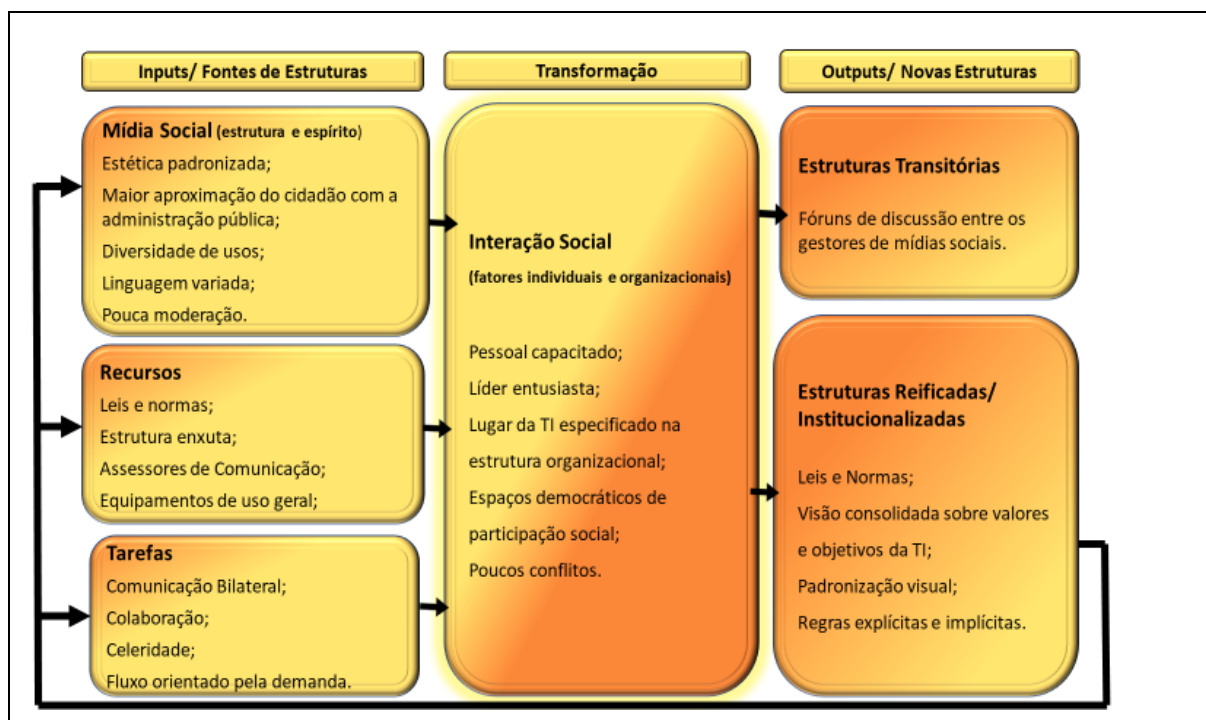 Inputs/ Fontes de Estruturas
Mídia Social (estrutura e espírito)
Estética padronizada;
Maior aproximação do cidadão com a
administração pública;
Diversidade de usos;
Linguagem variada;
Pouca moderação.
Recursos
Leis e normas;
Estrutura enxuta;
Assessores de Comunicação;
Equipamentos de uso geral;
Tarefas
Comunicação Bilateral;
Colaboração;
Celeridade;
Fluxo orientado pela demanda.
Transformação
Interação Social
(fatores individuais e organizacionais)
Pessoal capacitado;
Líder entusiasta;
Lugar da TI especificado na
estrutura organizacional;
Espaços democráticos de
participação social;
Poucos conflitos.
Outputs/ Novas Estruturas
Estruturas Transitórias
Fóruns de discussão entre os
gestores de mídias sociais.
Estruturas Reificadas/
Institucionalizadas
Leis e Normas;
Visão consolidada sobre valores
e objetivos da TI;
Padronização visual;
Regras explícitas e implícitas.